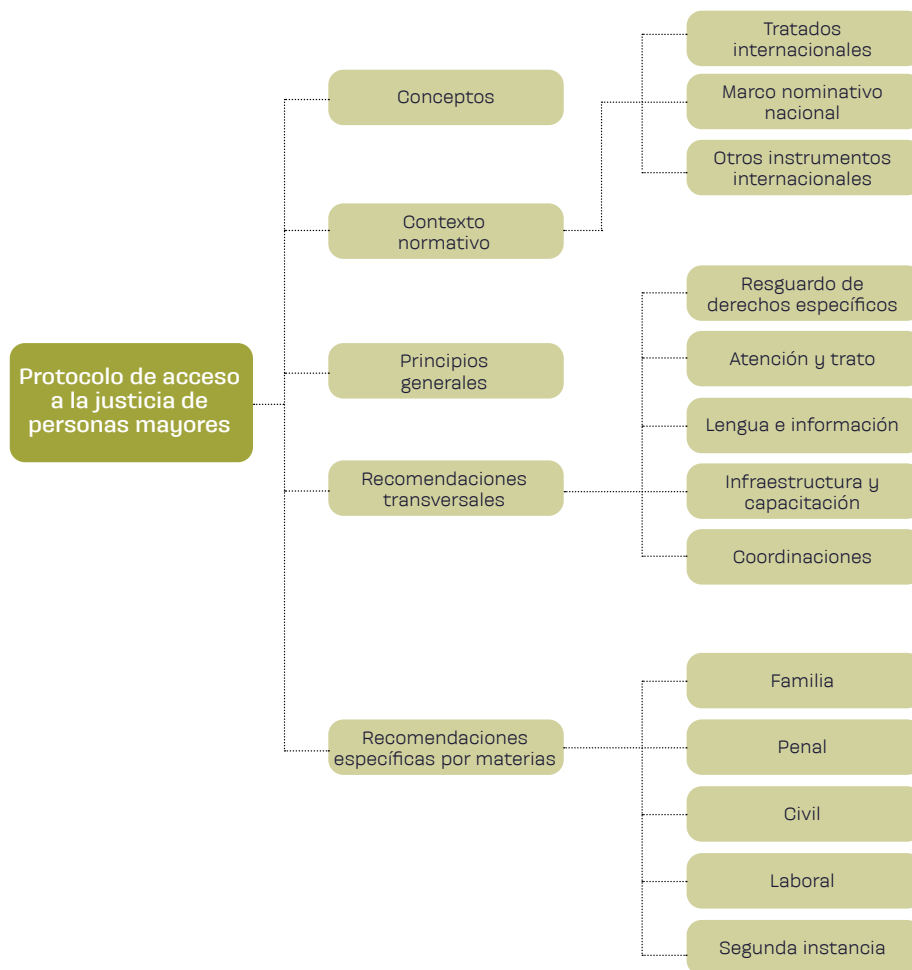 Protocolo de acceso
a la justicia de
personas mayores
Conceptos
Contexto
normativo
Tratados
internacionales
Marco nominativo
nacional
Otros instrumentos
internacionales
Principios
generales
Recomendaciones
transversales
Resguardo de
derechos específicos
Atención y trato
Lengua e información
Infraestructura y
capacitación
Coordinaciones
Recomendaciones
específicas por materias
Familia
Penal
Civil
Laboral
Segunda instancia